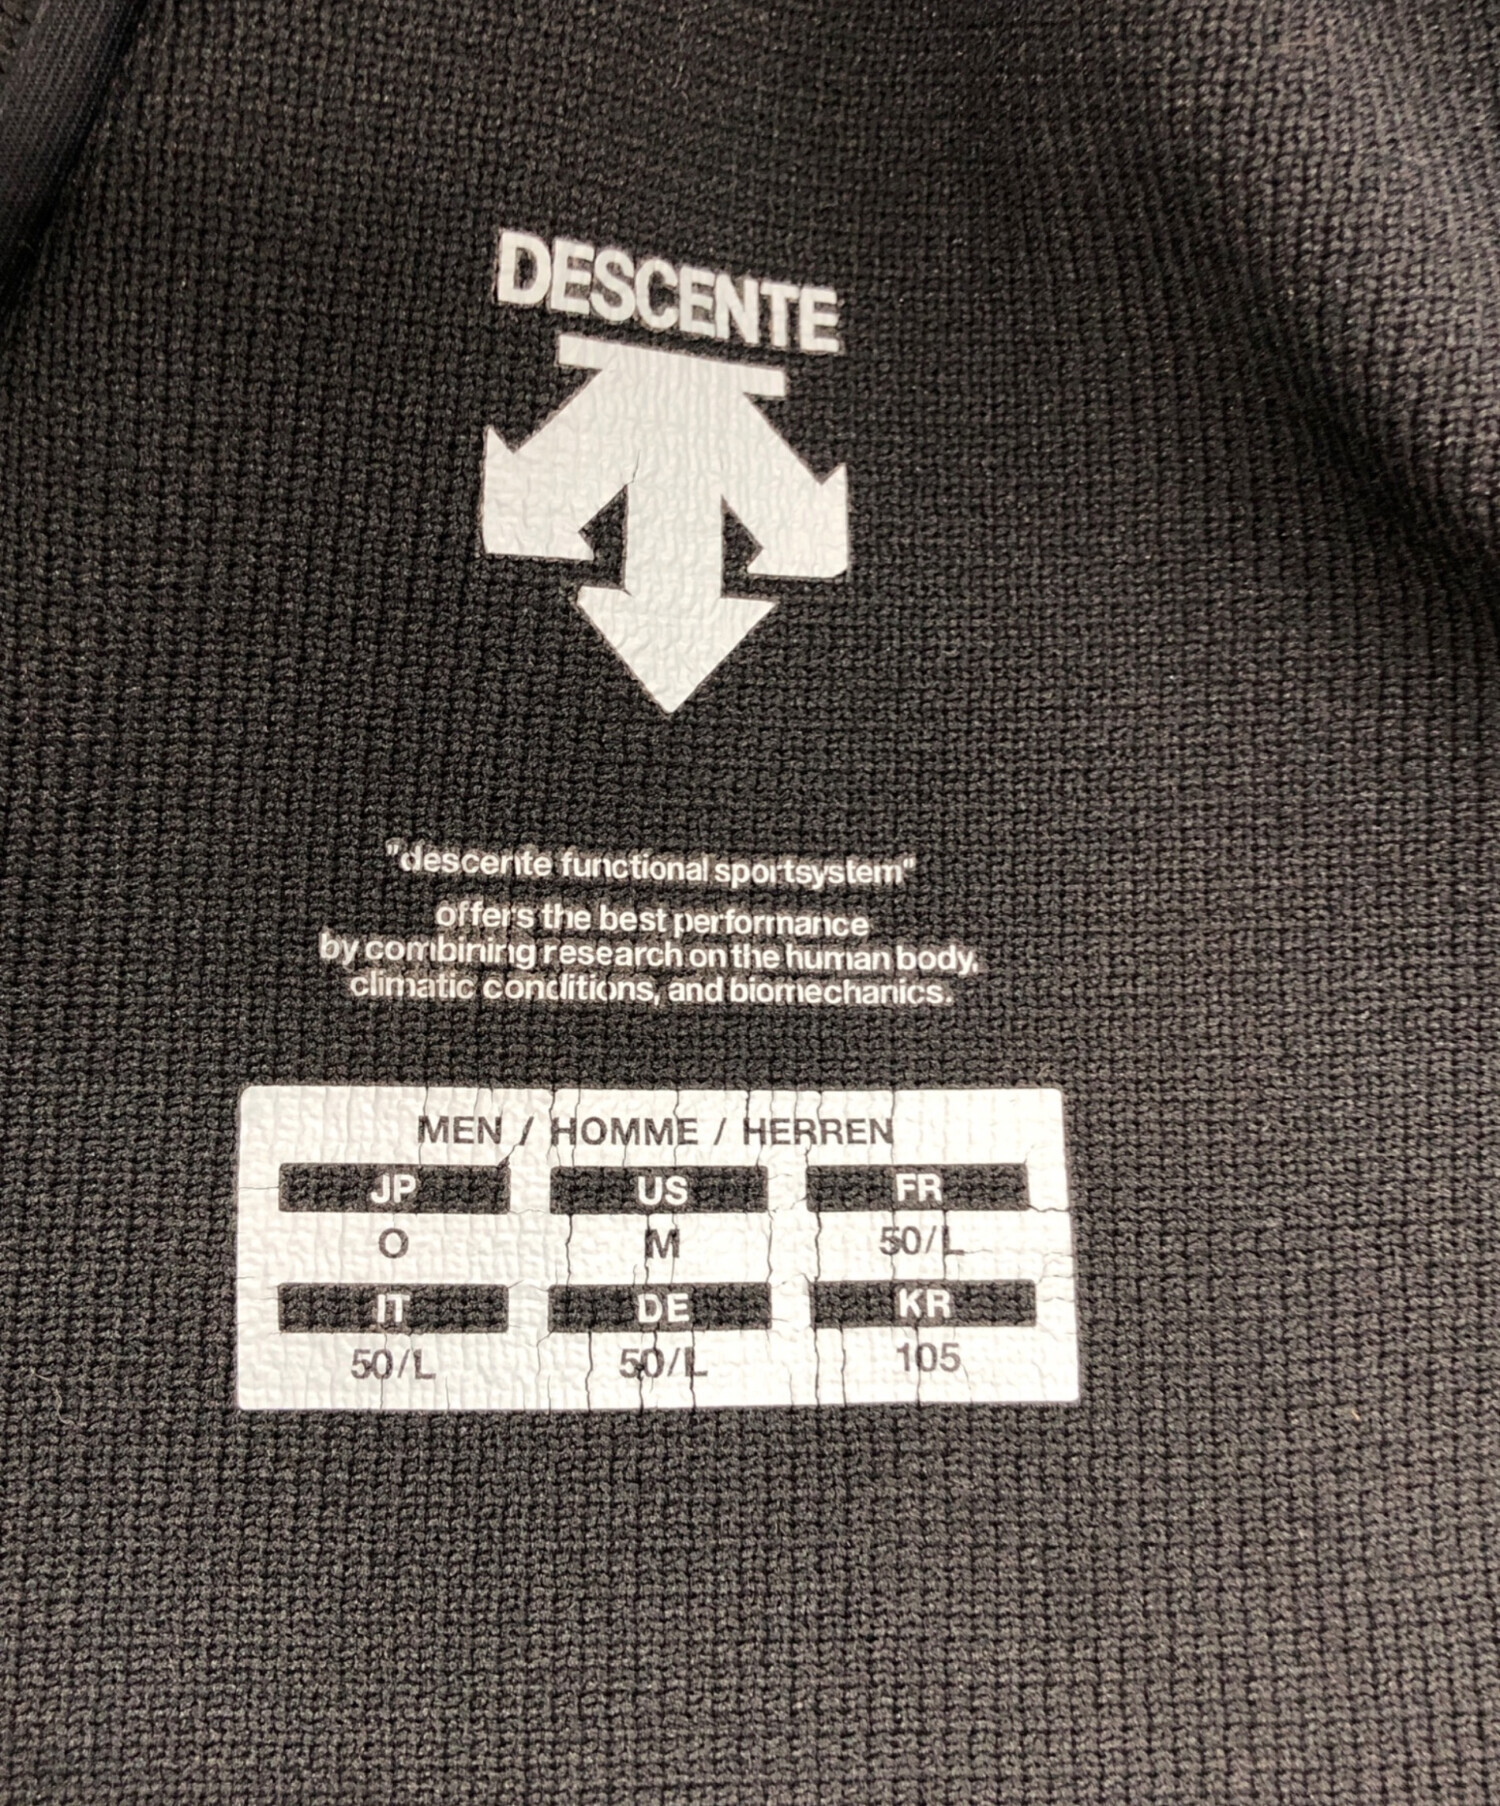 DESCENTE
"descente functional sportsystem"
offers the best performance
by combining research on the human body,
climatic conditions, and biomechanics.
MEN / HOMME / HERREN
JP US FR
O M 50/L
IT DE KR
50/L 50/L 105